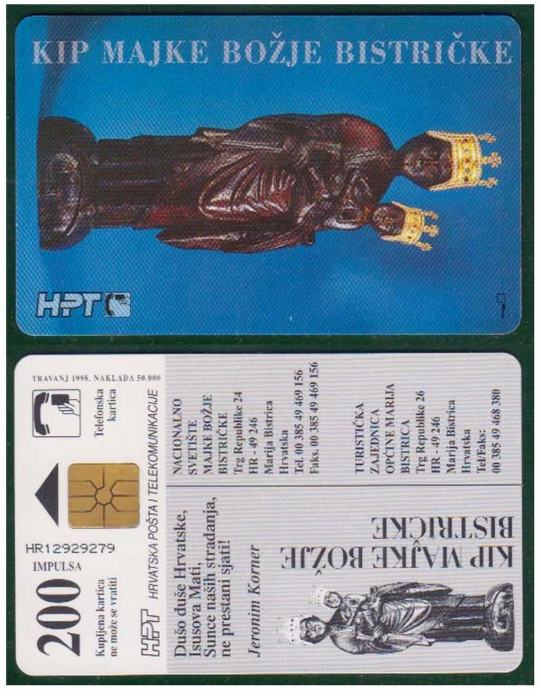 KIP MAJKE BOŽJE BISTRIČKE
HPT
TRAVANJ 1998. NAKLADA 50.000
Telefonska
kartica
HR12929279
200
IMPULSA
Kupljena kartica
ne može se vratiti
HPT HRVATSKA POŠTA I TELEKOMUNIKACIJE
NACIONALNO
SVETIŠTE
MAJKE BOŽJE
BISTRIČKE
Trg Republike 24
HR - 49 246
Marija Bistrica
Hrvatska
Tel. 00 385 49 469 156
Faks. 00 385 49 469 156
TURISTIČKA
ZAJEDNICA
OPĆINE MARIJA
BISTRICA
Trg Republike 26
HR - 49 246
Marija Bistrica
Hrvatska
Tel/Faks:
00 385 49 468 380
Dušo duše Hrvatske,
Isusova Mati,
Sunce naših stradanja,
ne prestani sjati!
Jeronim Korner
KIP MAJKE BOŽJE
BISTRIČKE